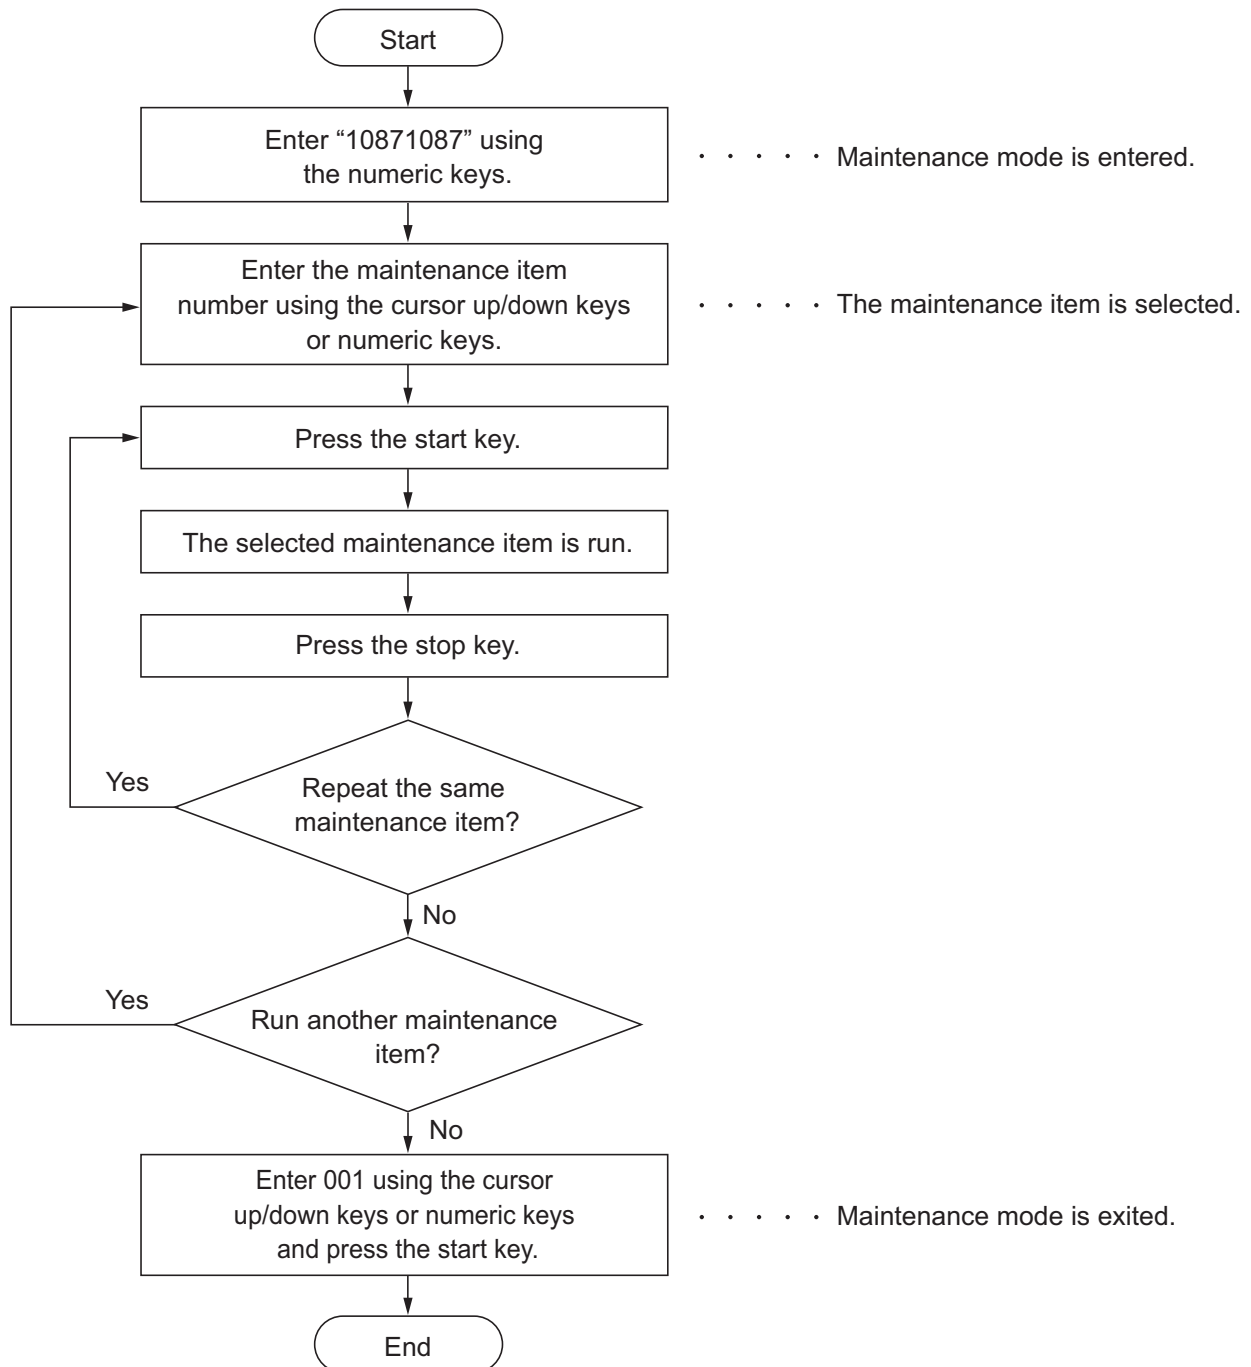 Start
Enter “10871087” using
the numeric keys.
· · · · · Maintenance mode is entered.
Enter the maintenance item
number using the cursor up/down keys
or numeric keys.
· · · · · The maintenance item is selected.
Press the start key.
The selected maintenance item is run.
Press the stop key.
Yes
Repeat the same
maintenance item?
No
Yes
Run another maintenance
item?
No
Enter 001 using the cursor
up/down keys or numeric keys
and press the start key.
· · · · · Maintenance mode is exited.
End